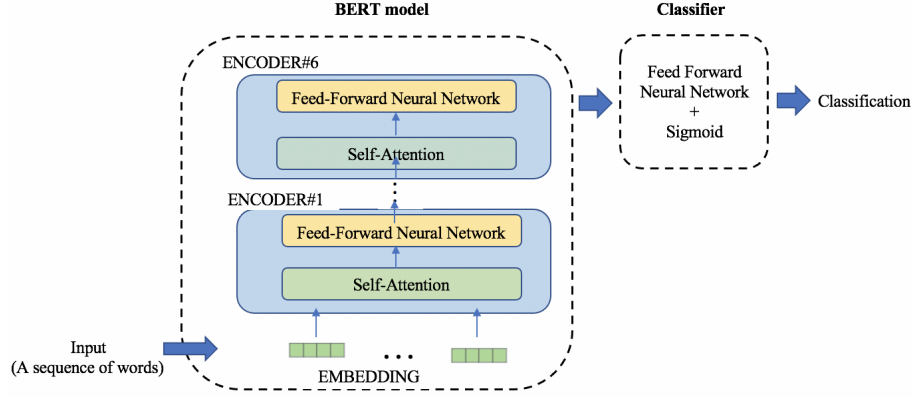 BERT model
Classifier
ENCODER#6
Feed-Forward Neural Network
Self-Attention
ENCODER#1
Feed-Forward Neural Network
Self-Attention
Input
(A sequence of words)
EMBEDDING
Feed Forward
Neural Network
+
Sigmoid
Classification